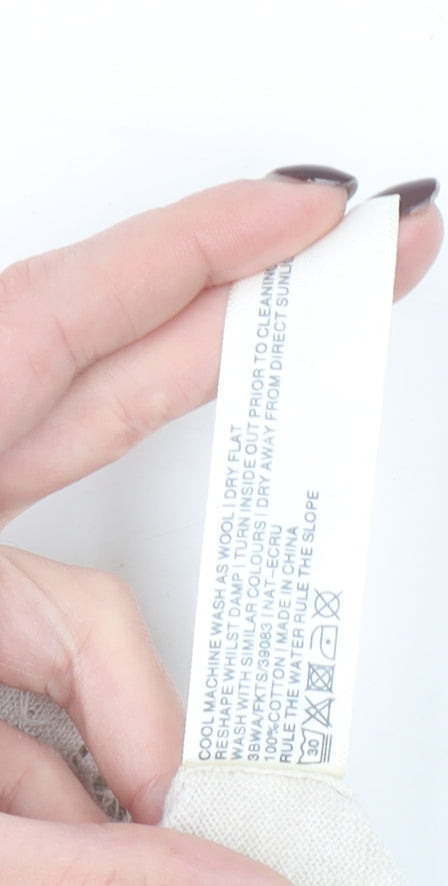 COOL MACHINE WASH AS WOOL | DRY FLAT
RESHAPE WHILST DAMP | TURN INSIDE OUT PRIOR TO CLEANING
WASH WITH SIMILAR COLOURS | DRY AWAY FROM DIRECT
3BWA/FKTS/39083 | NAT-ECRU
100% COTTON | MADE IN CHINA
RULE THE WATER RULE THE SLOPE
30